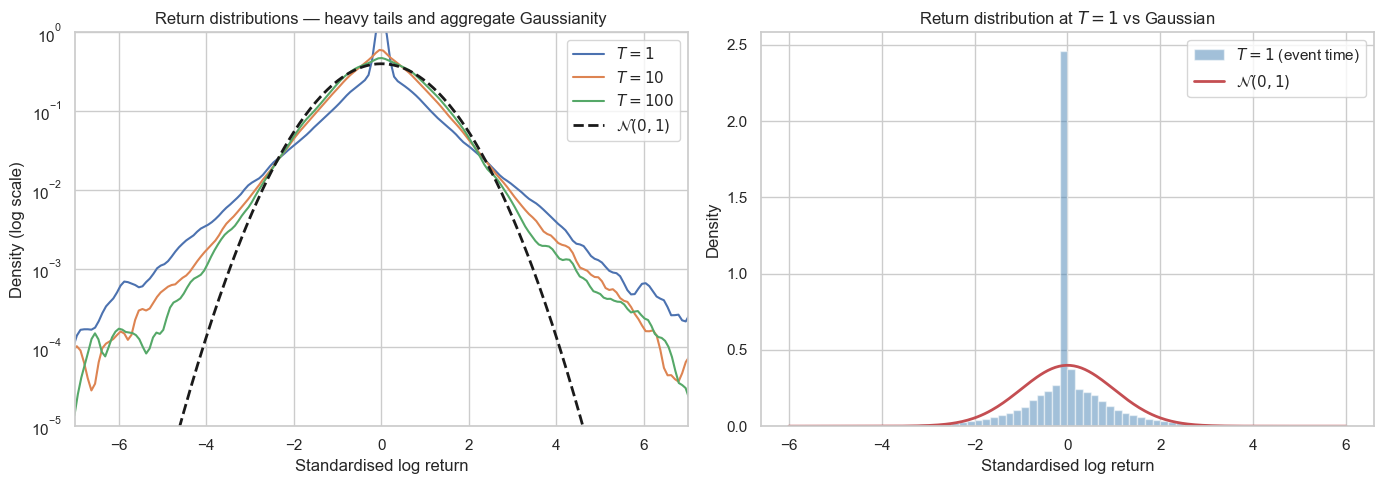 Return distributions — heavy tails and aggregate Gaussianity
Density (log scale)
10^0
10^-1
10^-2
10^-3
10^-4
10^-5
T = 1
T = 10
T = 100
𝒩(0, 1)
−6 −4 −2 0 2 4 6
Standardised log return
Return distribution at T = 1 vs Gaussian
Density
2.5
2.0
1.5
1.0
0.5
0.0
T = 1 (event time)
𝒩(0, 1)
−6 −4 −2 0 2 4 6
Standardised log return